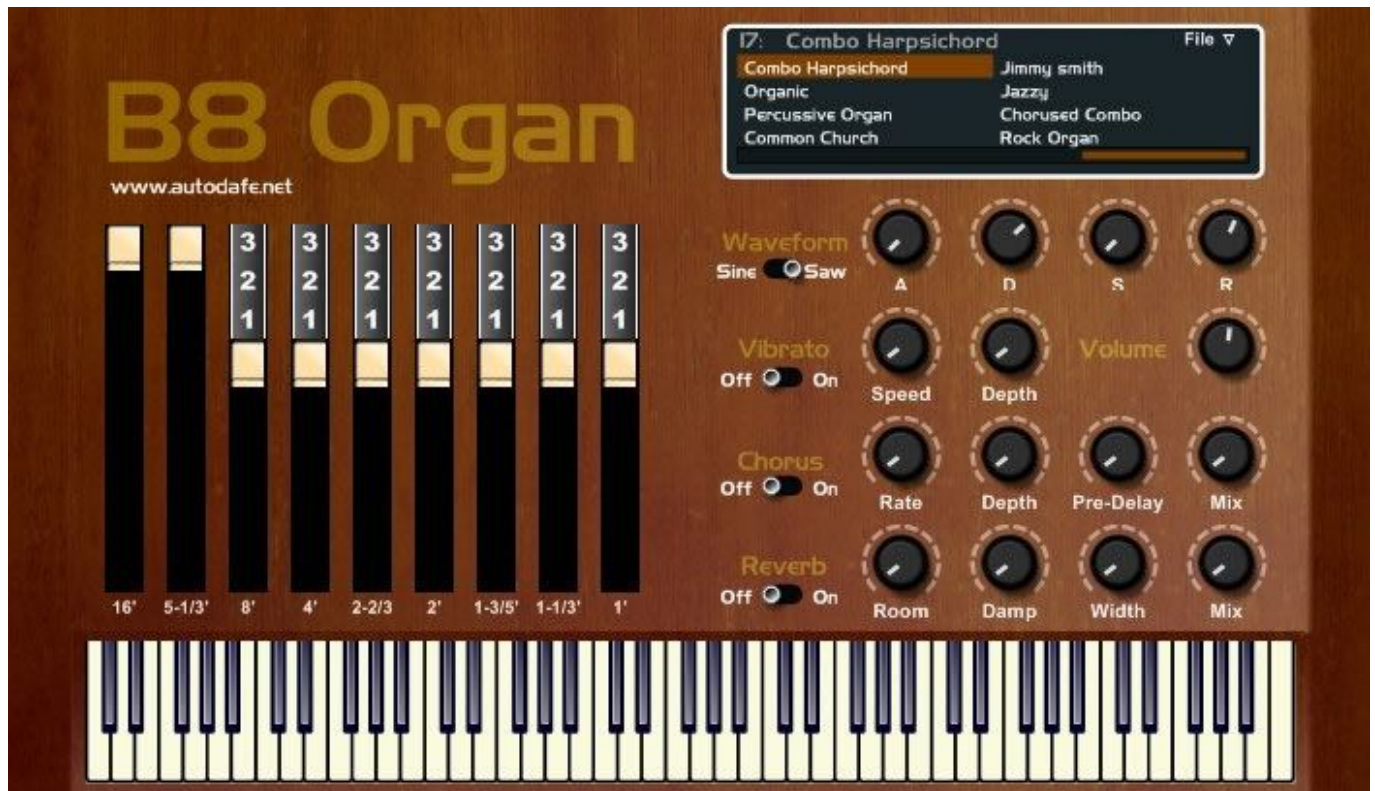 17: Combo Harpsichord File ▽
Combo Harpsichord Jimmy smith
Organic Jazzy
Percussive Organ Chorused Combo
Common Church Rock Organ
B8 Organ
www.autodafe.net
3 3 3 3 3 3 3
2 2 2 2 2 2 2
1 1 1 1 1 1 1
16' 5-1/3' 8' 4' 2-2/3 2' 1-3/5' 1-1/3' 1'
Waveform
Sine Saw
A D S R
Vibrato Volume
Off On
Speed Depth
Chorus
Off On
Rate Depth Pre-Delay Mix
Reverb
Off On
Room Damp Width Mix